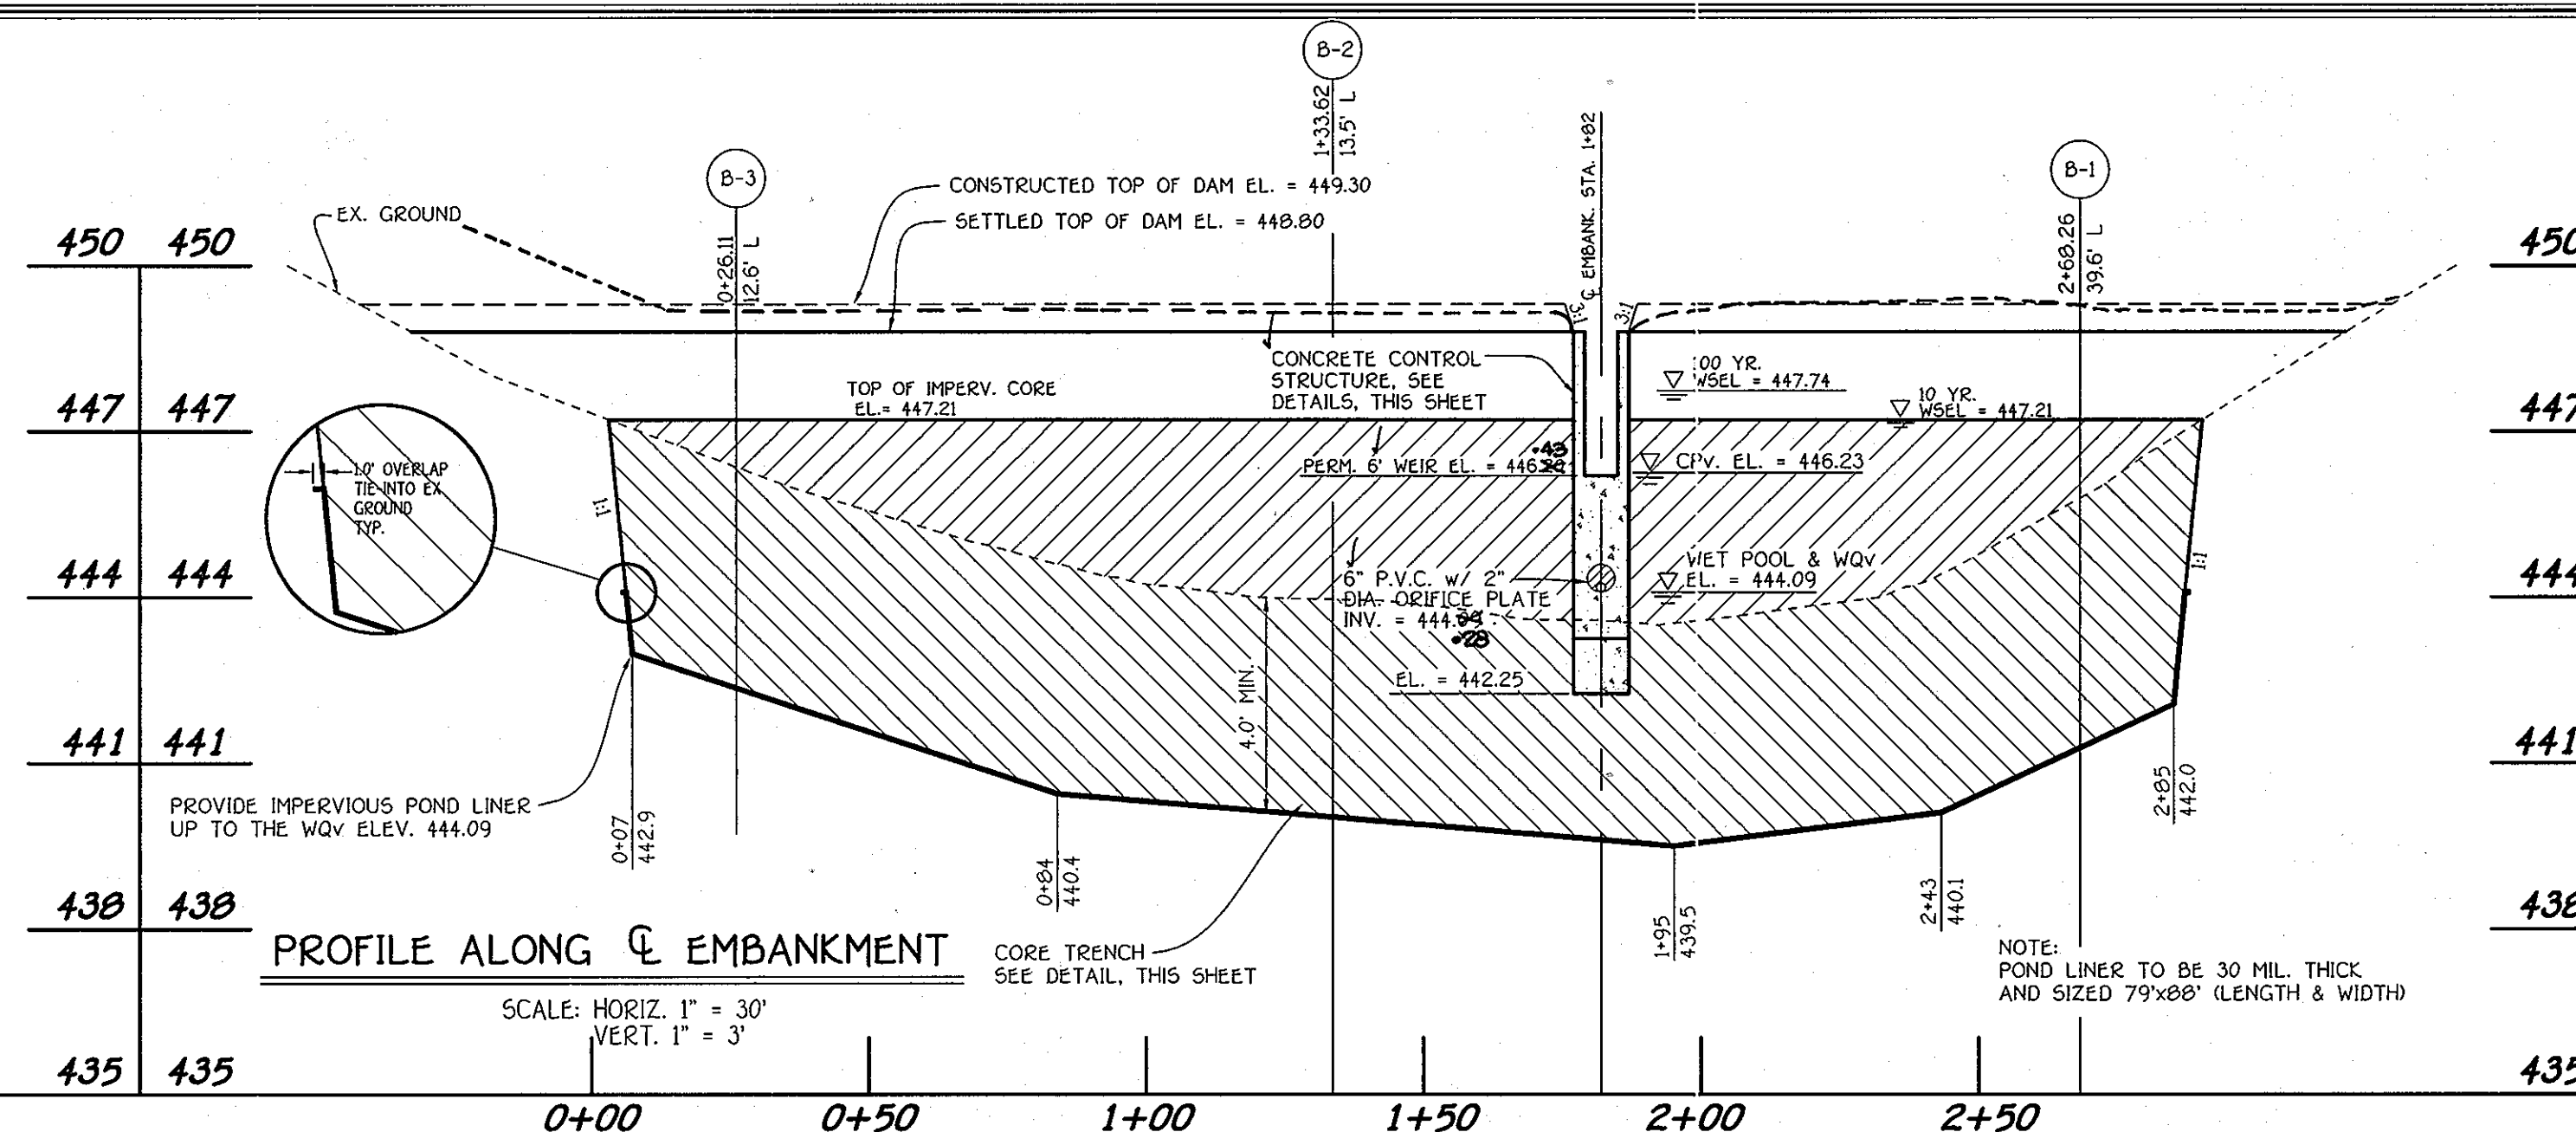 B-2
1+33.62
13.5' L
B-3
0+26.11
12.6' L
B-1
2+68.26
39.6' L
℄ EMBANK. STA. 1+82
CONSTRUCTED TOP OF DAM EL. = 449.30
SETTLED TOP OF DAM EL. = 448.80
EX. GROUND
450 450 450
447 447 447
444 444 444
441 441 441
438 438 438
435 435 435
3:1
TOP OF IMPERV. CORE
EL.= 447.21
CONCRETE CONTROL
STRUCTURE, SEE
DETAILS, THIS SHEET
00 YR.
WSEL = 447.74
10 YR.
WSEL = 447.21
PERM. 6' WEIR EL. = 446.
.43
CPv. EL. = 446.23
1.0' OVERLAP
TIE-INTO EX
GROUND
TYP.
1:1
1:1
6" P.V.C. w/ 2"
DIA. ORIFICE PLATE
INV. = 444.09
.28
WET POOL & WQv
EL. = 444.09
EL. = 442.25
4.0' MIN.
PROVIDE IMPERVIOUS POND LINER
UP TO THE WQv ELEV. 444.09
0+07
442.9
0+84
440.4
1+95
439.5
2+43
440.1
2+85
442.0
PROFILE ALONG ℄ EMBANKMENT
SCALE: HORIZ. 1" = 30'
VERT. 1" = 3'
CORE TRENCH
SEE DETAIL, THIS SHEET
NOTE:
POND LINER TO BE 30 MIL. THICK
AND SIZED 79'x88' (LENGTH & WIDTH)
0+00 0+50 1+00 1+50 2+00 2+50